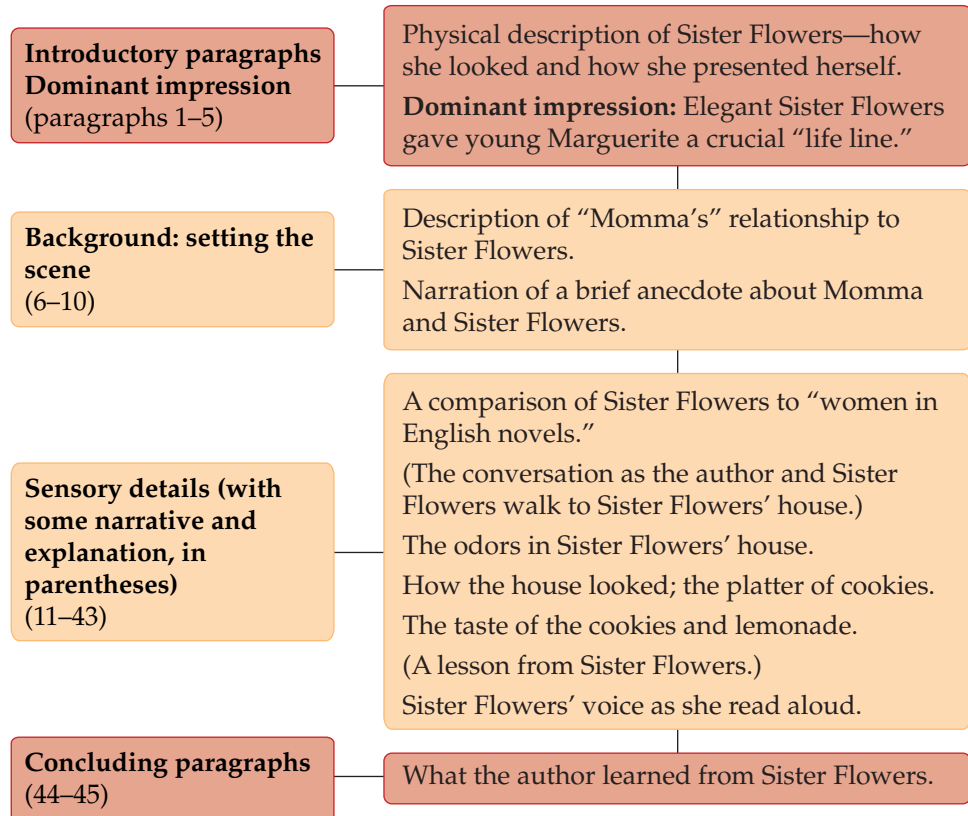 Introductory paragraphs
Dominant impression
(paragraphs 1–5)
Physical description of Sister Flowers—how
she looked and how she presented herself.
Dominant impression: Elegant Sister Flowers
gave young Marguerite a crucial “life line.”
Background: setting the
scene
(6–10)
Description of “Momma’s” relationship to
Sister Flowers.
Narration of a brief anecdote about Momma
and Sister Flowers.
Sensory details (with
some narrative and
explanation, in
parentheses)
(11–43)
A comparison of Sister Flowers to “women in
English novels.”
(The conversation as the author and Sister
Flowers walk to Sister Flowers’ house.)
The odors in Sister Flowers’ house.
How the house looked; the platter of cookies.
The taste of the cookies and lemonade.
(A lesson from Sister Flowers.)
Sister Flowers’ voice as she read aloud.
Concluding paragraphs
(44–45)
What the author learned from Sister Flowers.